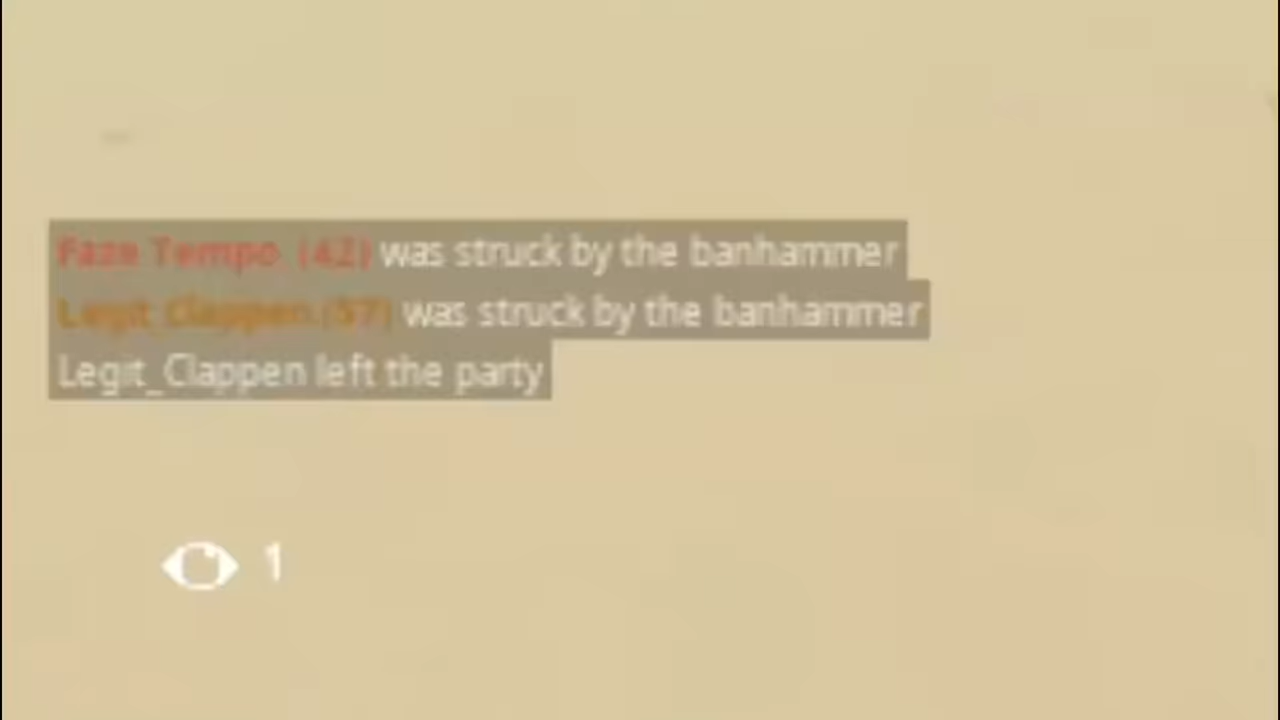 Faze Tempo (42) was struck by the banhammer
Legit_Clappen (57) was struck by the banhammer
Legit_Clappen left the party
1